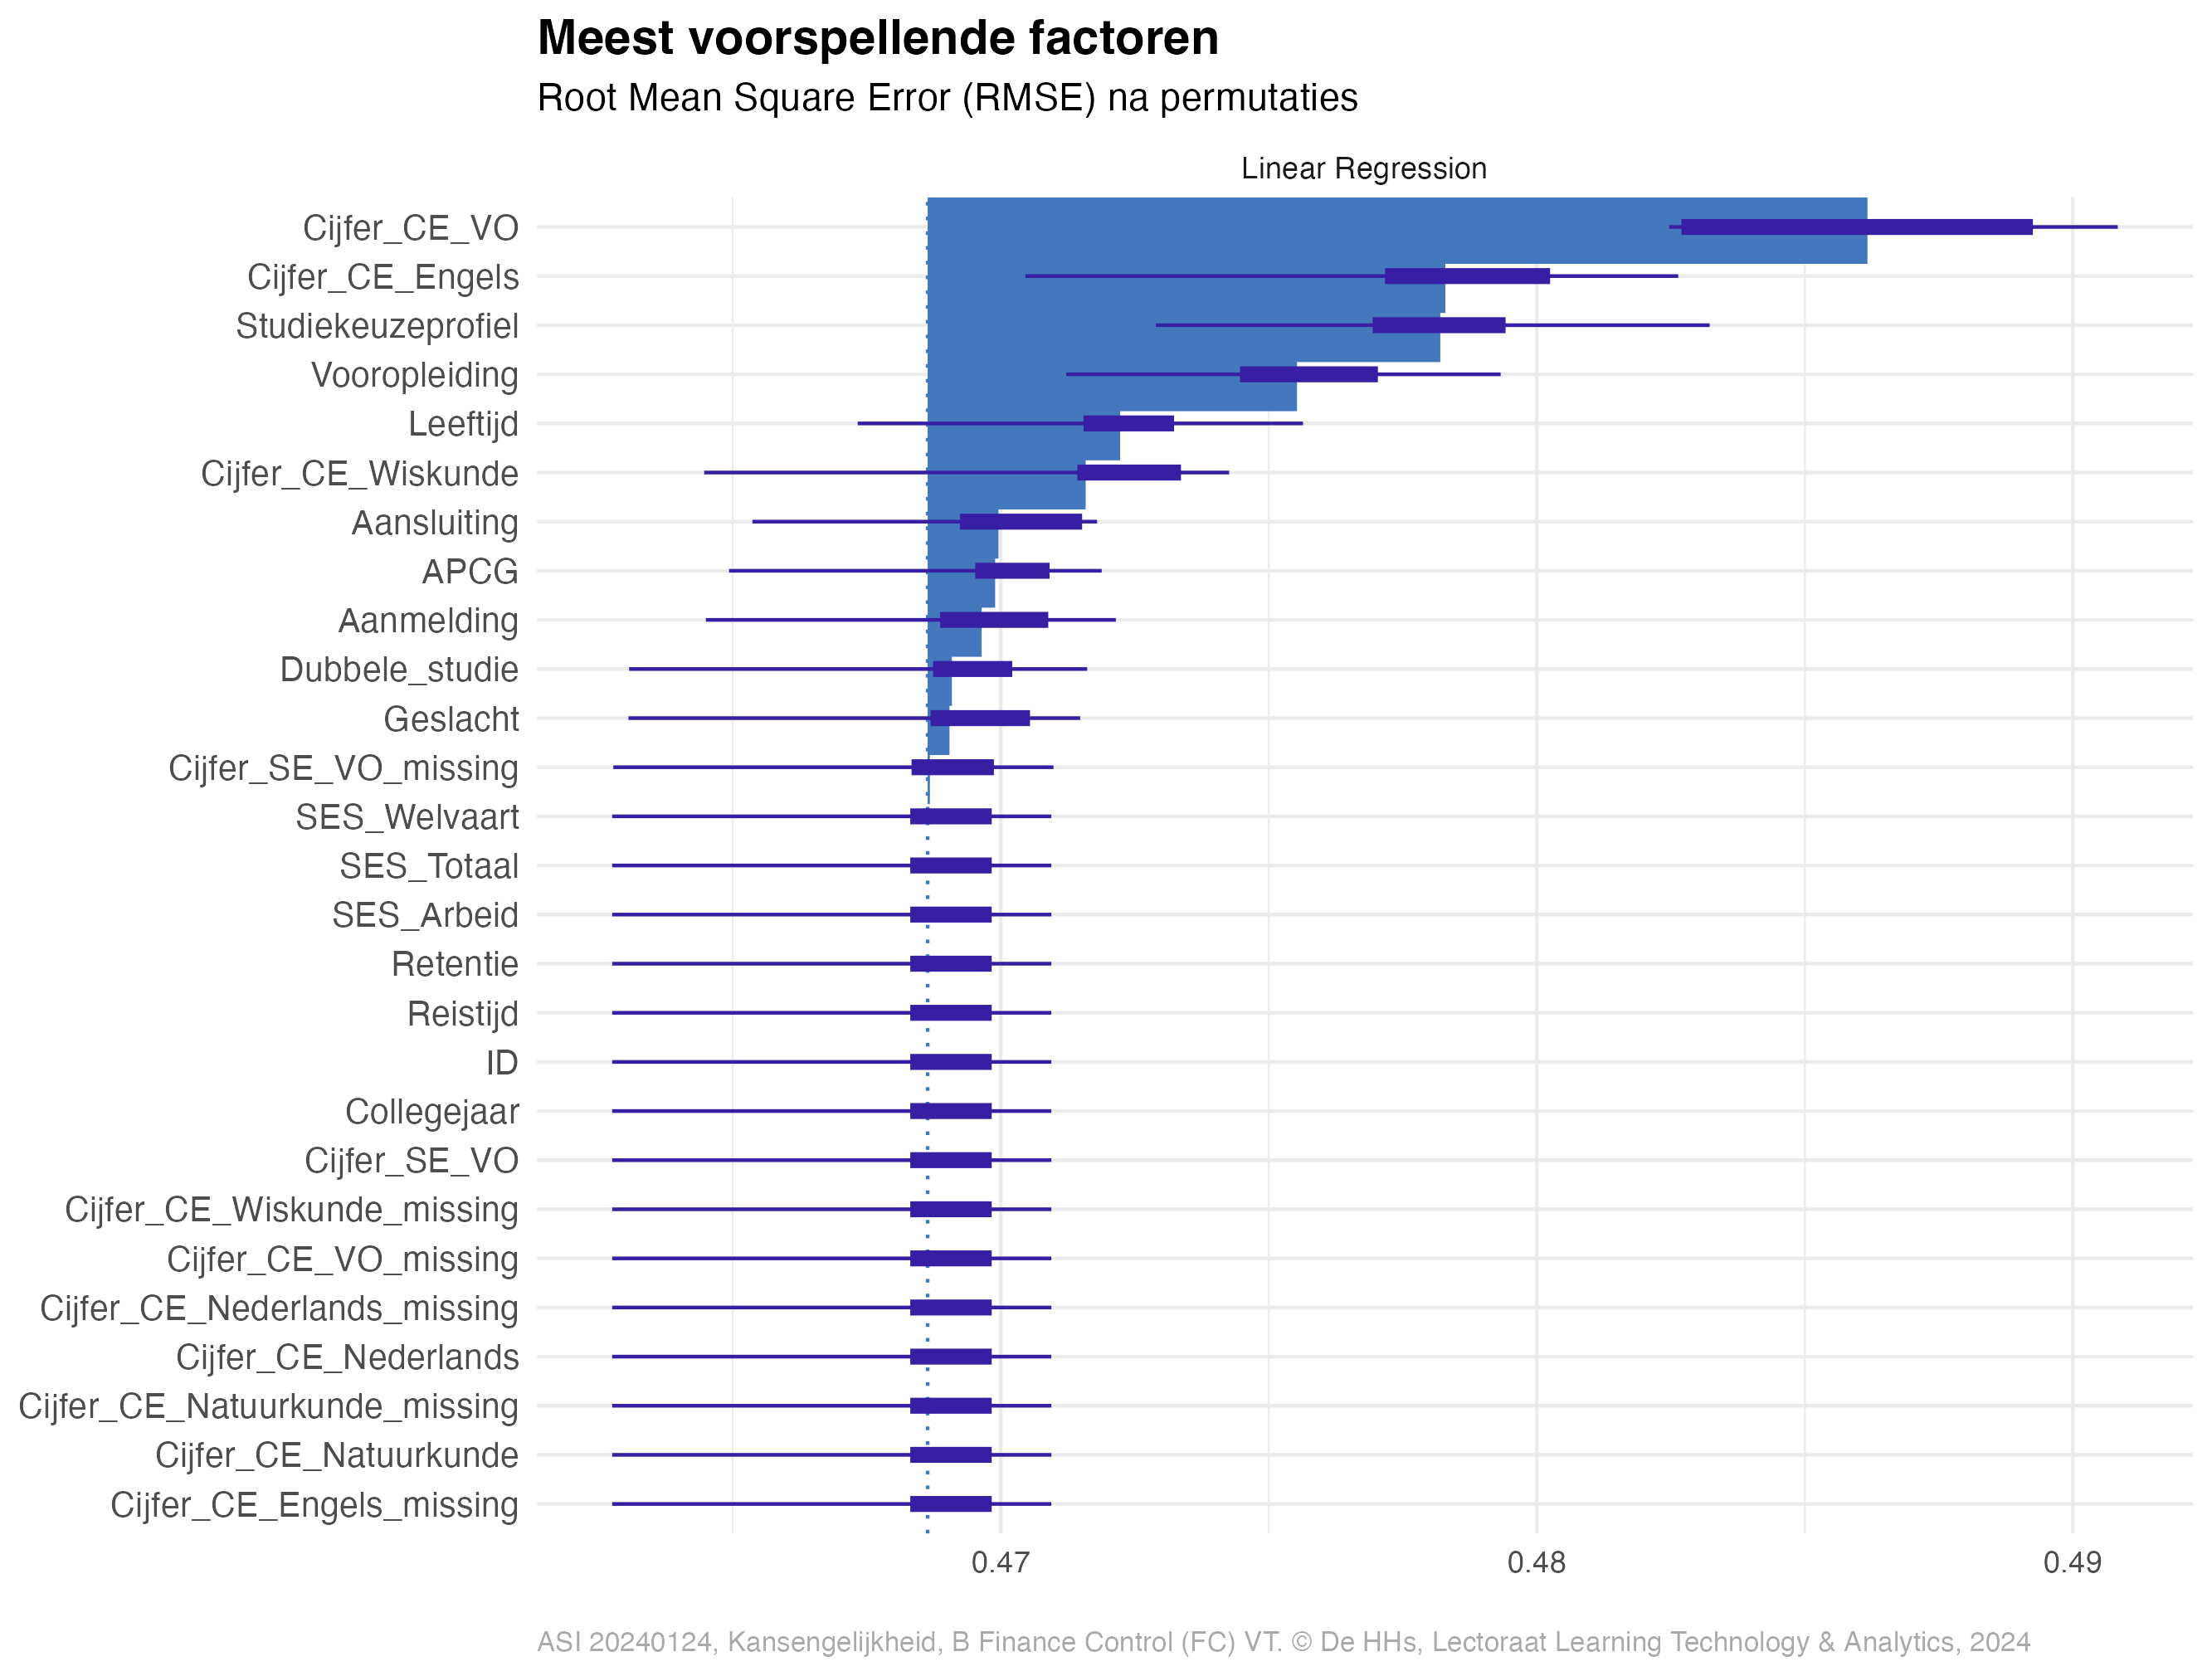 Meest voorspellende factoren
Root Mean Square Error (RMSE) na permutaties
Linear Regression
Cijfer_CE_VO
Cijfer_CE_Engels
Studiekeuzeprofiel
Vooropleiding
Leeftijd
Cijfer_CE_Wiskunde
Aansluiting
APCG
Aanmelding
Dubbele_studie
Geslacht
Cijfer_SE_VO_missing
SES_Welvaart
SES_Totaal
SES_Arbeid
Retentie
Reistijd
ID
Collegejaar
Cijfer_SE_VO
Cijfer_CE_Wiskunde_missing
Cijfer_CE_VO_missing
Cijfer_CE_Nederlands_missing
Cijfer_CE_Nederlands
Cijfer_CE_Natuurkunde_missing
Cijfer_CE_Natuurkunde
Cijfer_CE_Engels_missing
0.47 0.48 0.49
ASI 20240124, Kansengelijkheid, B Finance Control (FC) VT. © De HHs, Lectoraat Learning Technology & Analytics, 2024